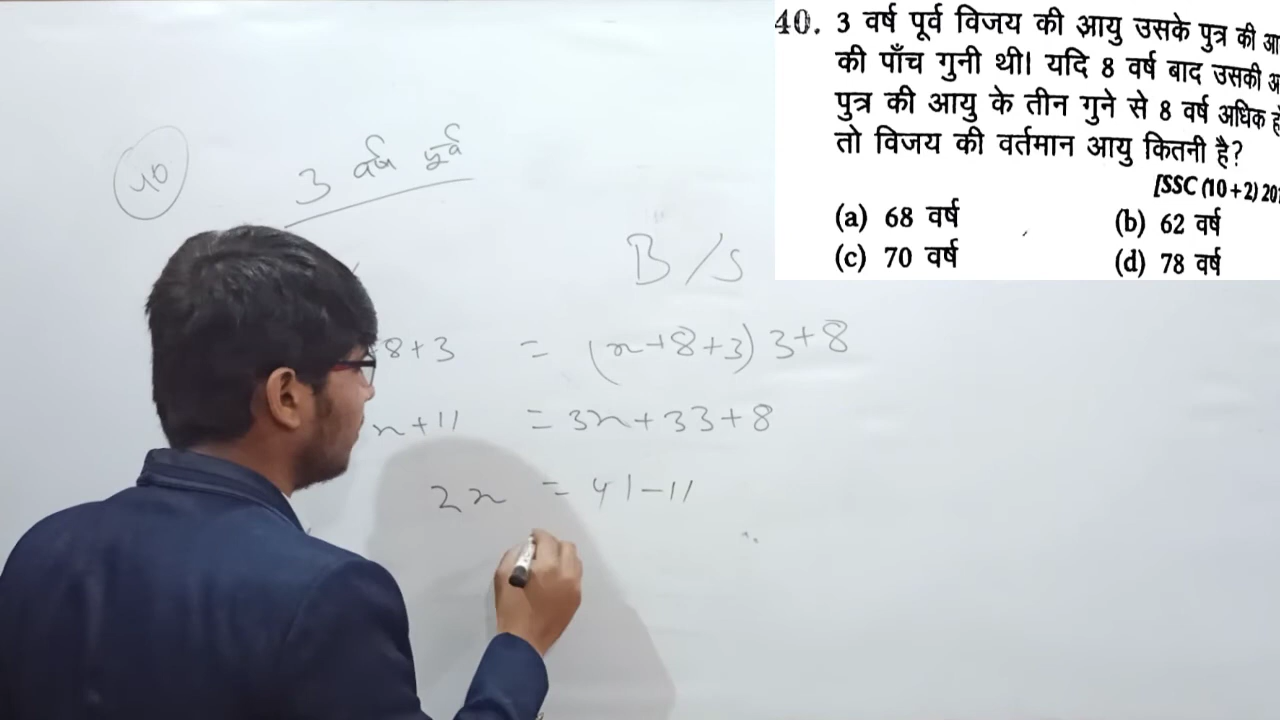 40. 3 वर्ष पूर्व विजय की आयु उसके पुत्र की
की पाँच गुनी थी। यदि 8 वर्ष बाद उसकी
पुत्र की आयु के तीन गुने से 8 वर्ष अधिक
तो विजय की वर्तमान आयु कितनी है?
[SSC (10+2) 201
(a) 68 वर्ष (b) 62 वर्ष
(c) 70 वर्ष (d) 78 वर्ष
40
3 वर्ष पूर्व
B/S
8+3 = (x+8+3) 3+8
x+11 = 3x+33+8
2x = 41-11